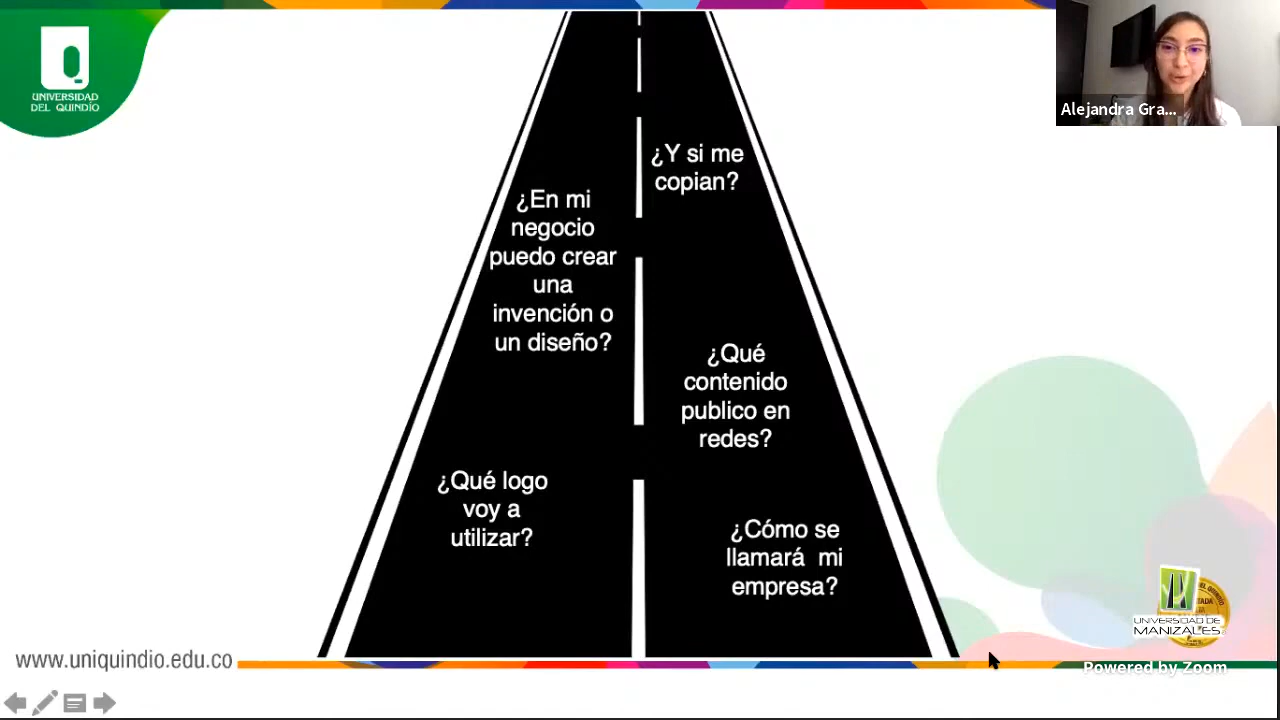 UNIVERSIDAD
DEL QUINDÍO
Alejandra Gra...
¿Y si me
copian?
¿En mi
negocio
puedo crear
una
invención o
un diseño?
¿Qué
contenido
publico en
redes?
¿Qué logo
voy a
utilizar?
¿Cómo se
llamará mi
empresa?
UNIVERSIDAD DE
MANIZALES
www.uniquindio.edu.co
Powered by Zoom